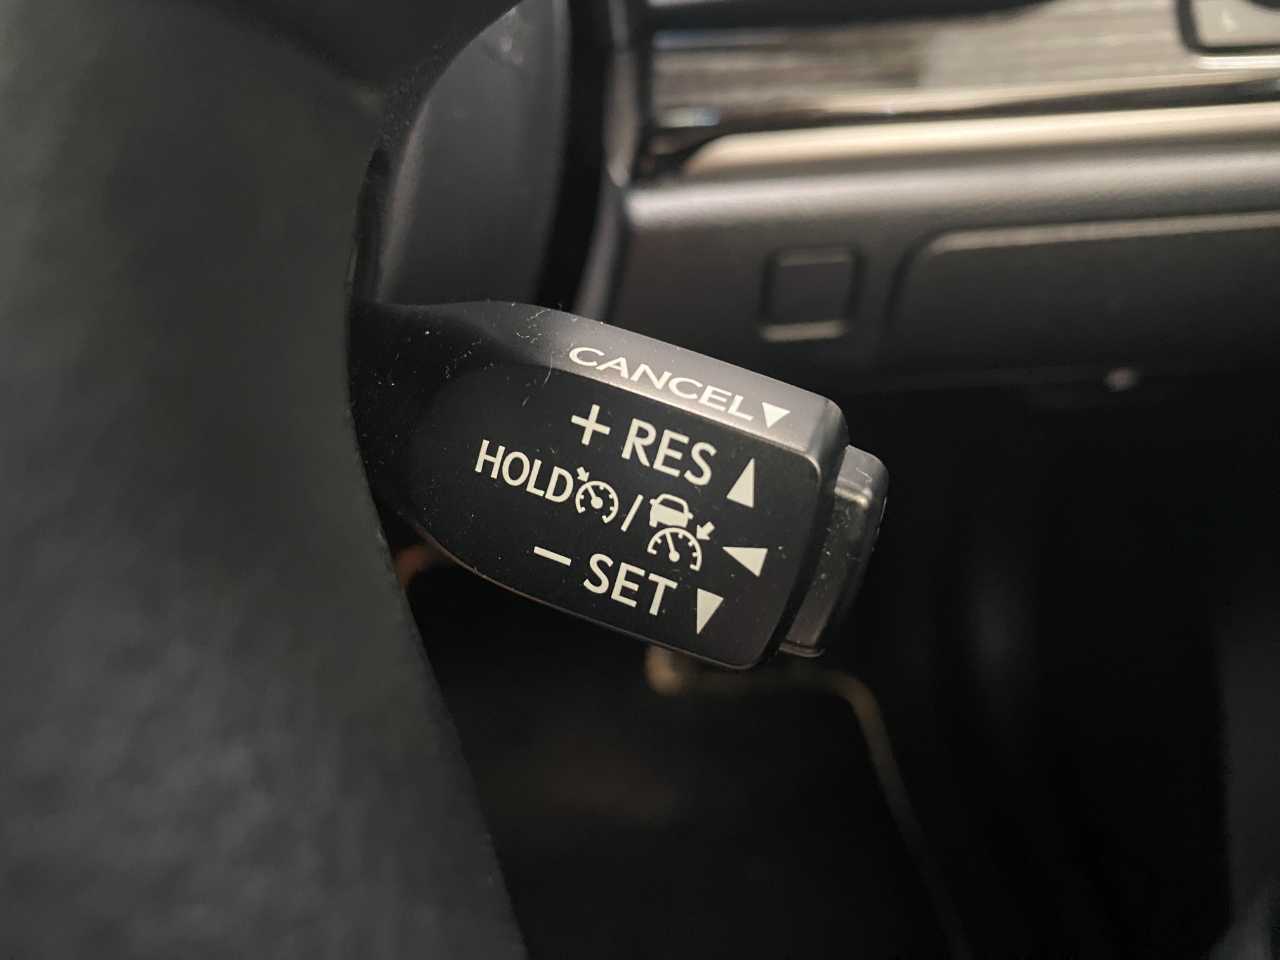 CANCEL▼
+ RES ▲
HOLD / ◀
− SET ▼